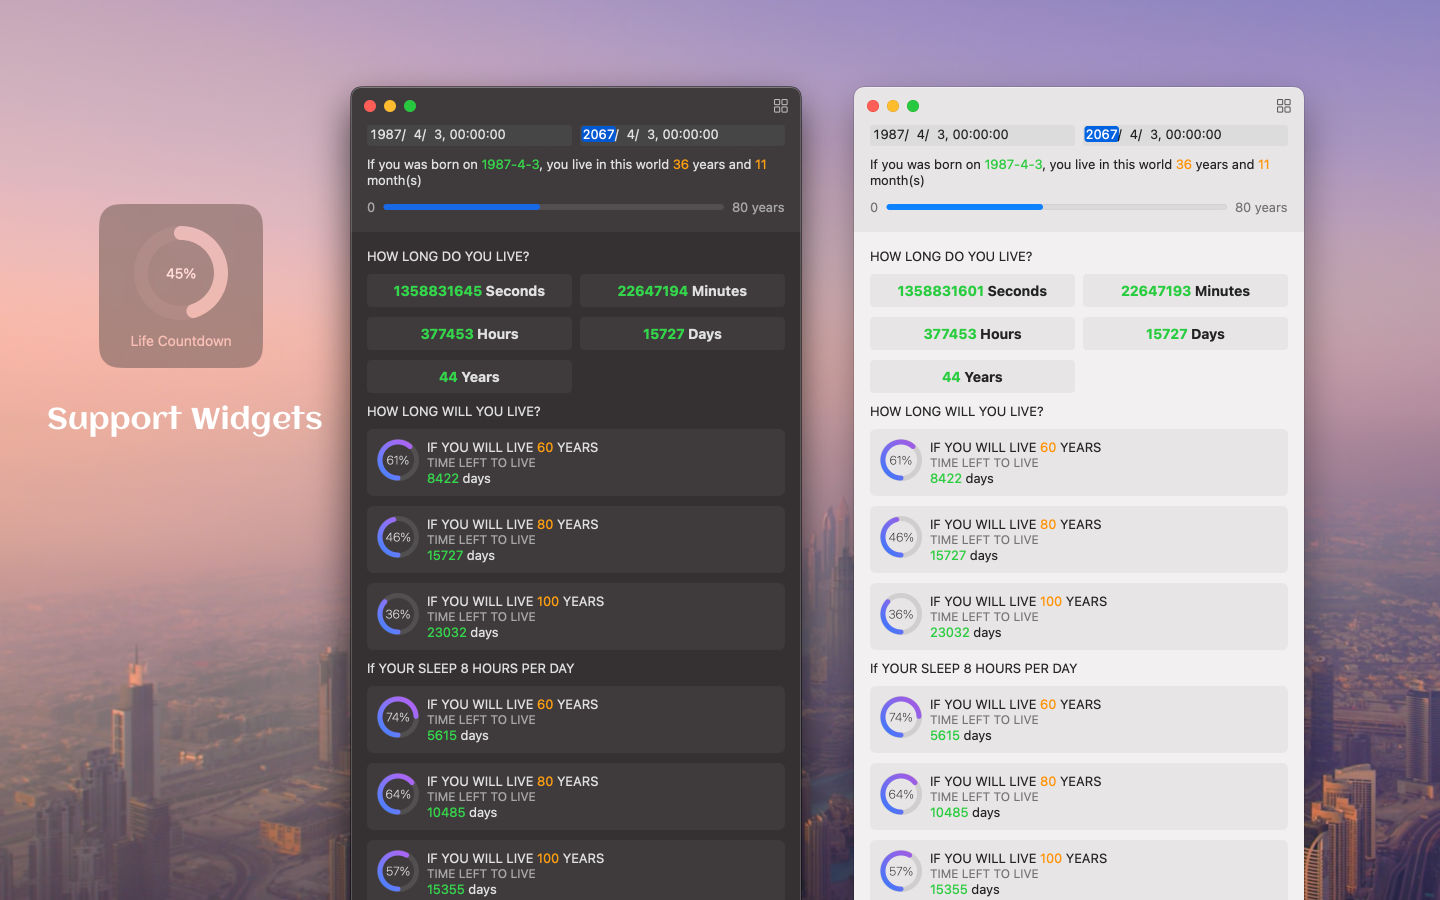 45%
Life Countdown
Support Widgets
1987/ 4/ 3, 00:00:00
2067/ 4/ 3, 00:00:00
If you was born on 1987-4-3, you live in this world 36 years and 11
month(s)
0
80 years
HOW LONG DO YOU LIVE?
1358831645 Seconds
22647194 Minutes
377453 Hours
15727 Days
44 Years
HOW LONG WILL YOU LIVE?
61%
IF YOU WILL LIVE 60 YEARS
TIME LEFT TO LIVE
8422 days
46%
IF YOU WILL LIVE 80 YEARS
TIME LEFT TO LIVE
15727 days
36%
IF YOU WILL LIVE 100 YEARS
TIME LEFT TO LIVE
23032 days
If YOUR SLEEP 8 HOURS PER DAY
74%
IF YOU WILL LIVE 60 YEARS
TIME LEFT TO LIVE
5615 days
64%
IF YOU WILL LIVE 80 YEARS
TIME LEFT TO LIVE
10485 days
57%
IF YOU WILL LIVE 100 YEARS
TIME LEFT TO LIVE
15355 days
1987/ 4/ 3, 00:00:00
2067/ 4/ 3, 00:00:00
If you was born on 1987-4-3, you live in this world 36 years and 11
month(s)
0
80 years
HOW LONG DO YOU LIVE?
1358831601 Seconds
22647193 Minutes
377453 Hours
15727 Days
44 Years
HOW LONG WILL YOU LIVE?
61%
IF YOU WILL LIVE 60 YEARS
TIME LEFT TO LIVE
8422 days
46%
IF YOU WILL LIVE 80 YEARS
TIME LEFT TO LIVE
15727 days
36%
IF YOU WILL LIVE 100 YEARS
TIME LEFT TO LIVE
23032 days
If YOUR SLEEP 8 HOURS PER DAY
74%
IF YOU WILL LIVE 60 YEARS
TIME LEFT TO LIVE
5615 days
64%
IF YOU WILL LIVE 80 YEARS
TIME LEFT TO LIVE
10485 days
57%
IF YOU WILL LIVE 100 YEARS
TIME LEFT TO LIVE
15355 days